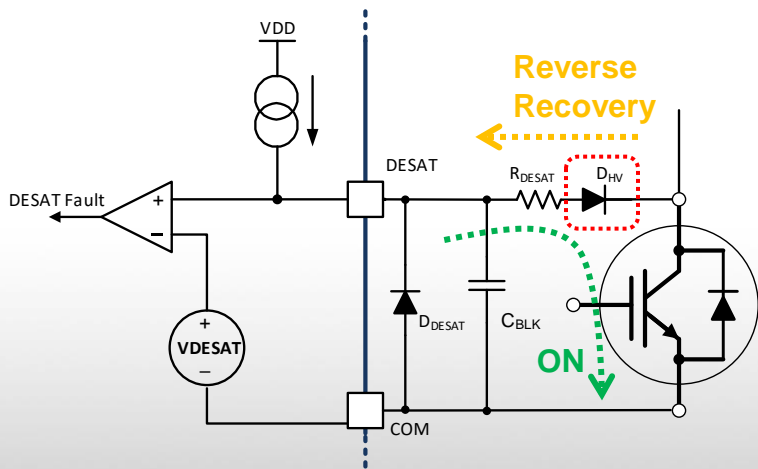 VDD
Reverse
Recovery
DESAT
RDESAT
DHV
DESAT Fault
+
−
DDESAT
CBLK
+
VDESAT
−
ON
COM